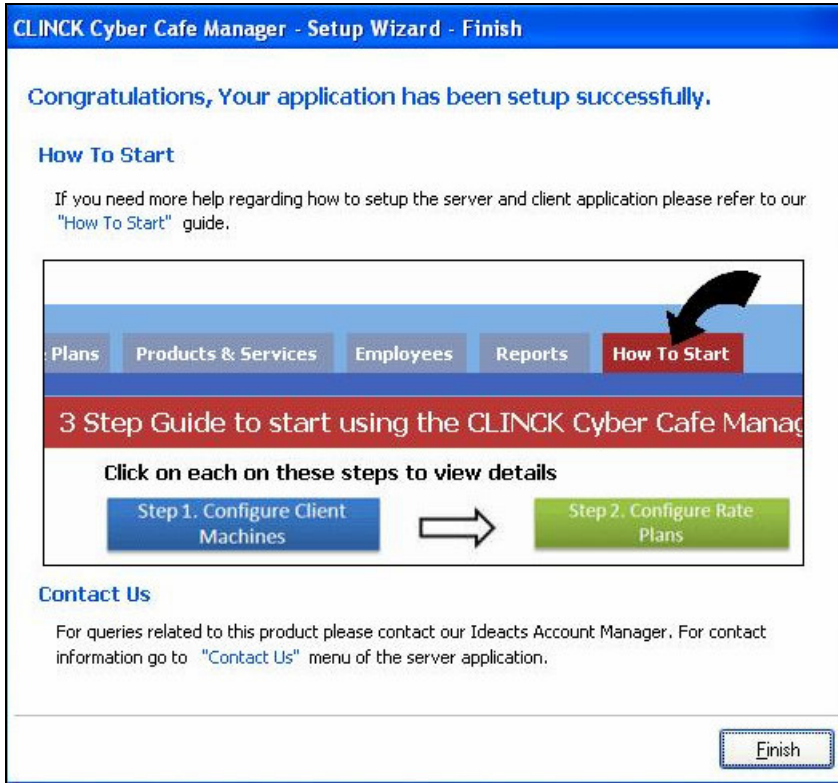 CLINCK Cyber Cafe Manager - Setup Wizard - Finish
Congratulations, Your application has been setup successfully.
How To Start
If you need more help regarding how to setup the server and client application please refer to our
"How To Start" guide.
Plans Products & Services Employees Reports How To Start
3 Step Guide to start using the CLINCK Cyber Cafe Manag
Click on each on these steps to view details
Step 1. Configure Client
Machines
Step 2. Configure Rate
Plans
Contact Us
For queries related to this product please contact our Ideacts Account Manager. For contact
information go to "Contact Us" menu of the server application.
Finish